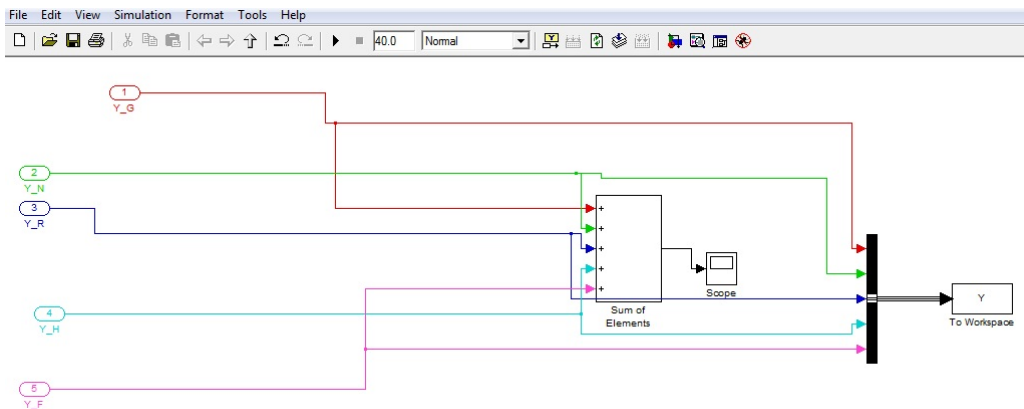 File Edit View Simulation Format Tools Help
40.0 Normal
1
Y_G
2
Y_N
3
Y_R
4
Y_H
5
Y_F
+
+
+
+
+
Sum of
Elements
Scope
Y
To Workspace